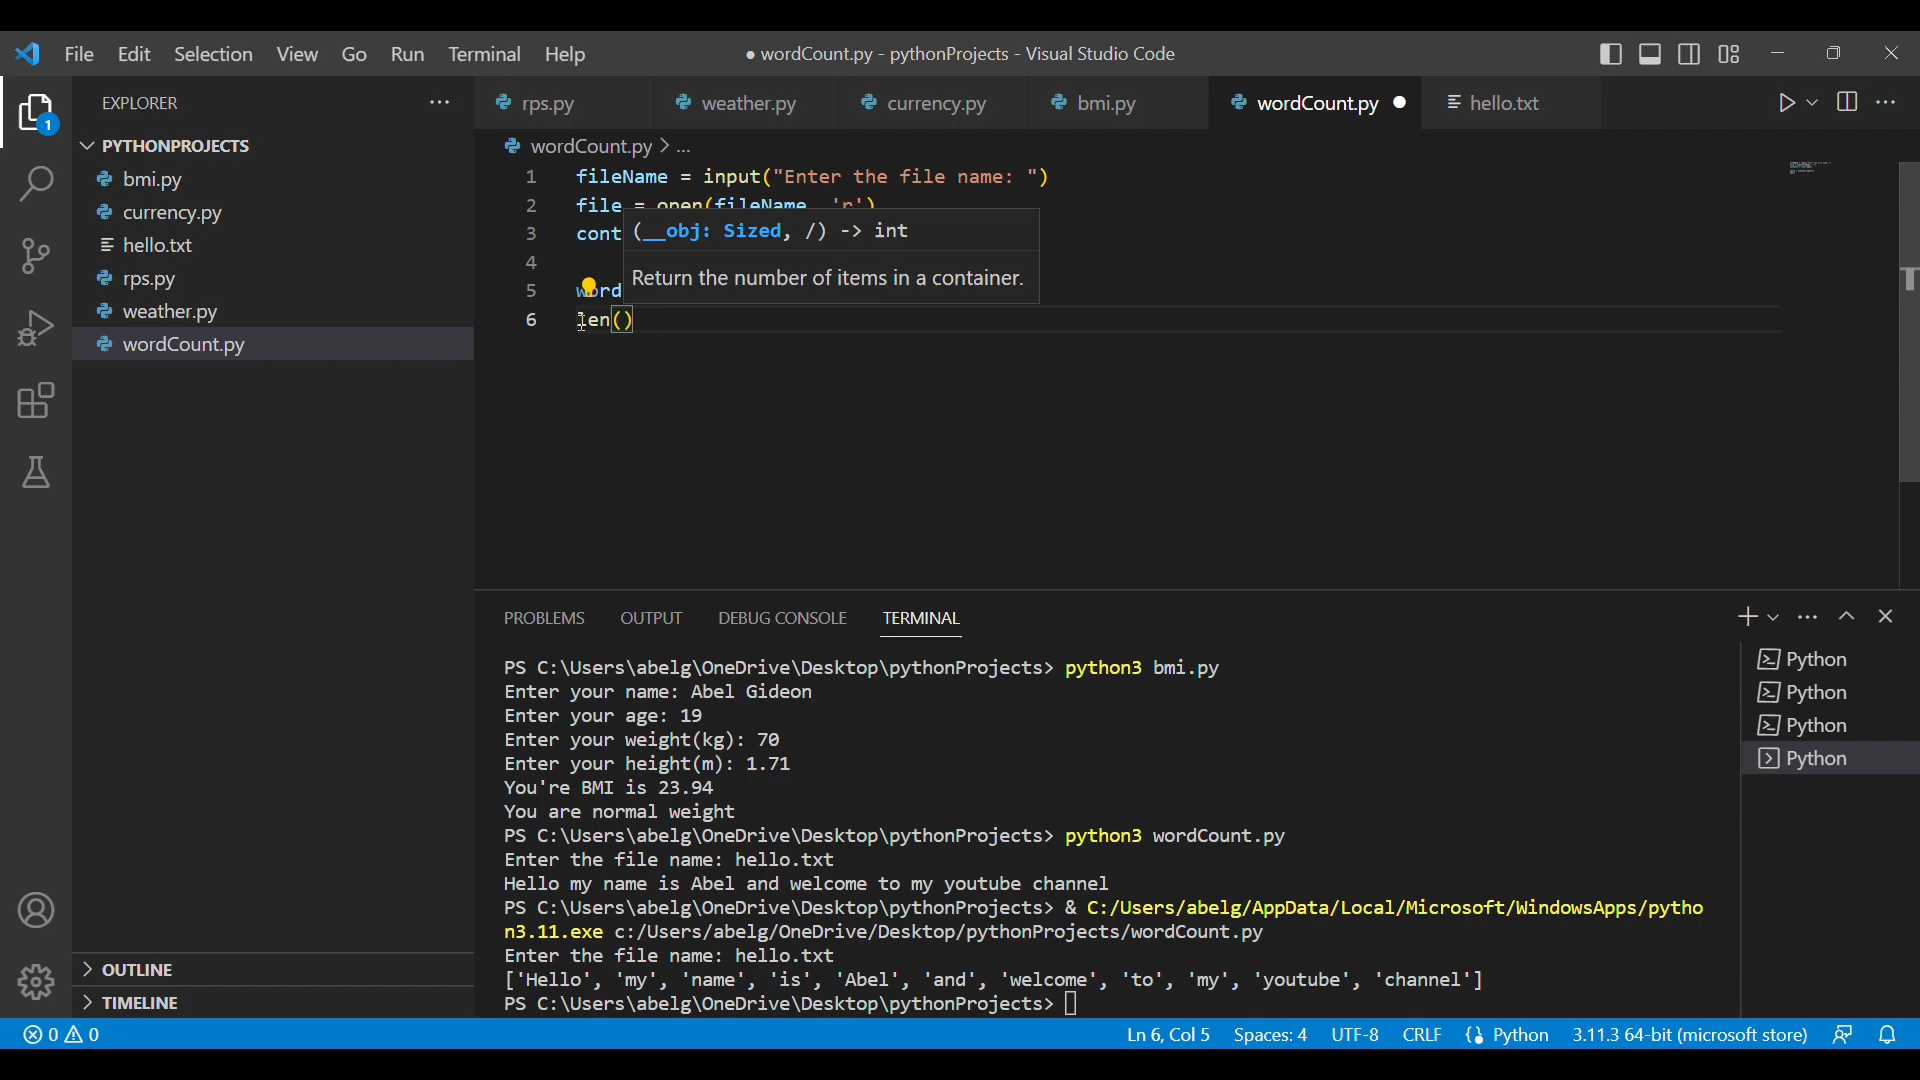 File Edit Selection View Go Run Terminal Help
● wordCount.py - pythonProjects - Visual Studio Code
EXPLORER
rps.py
weather.py
currency.py
bmi.py
wordCount.py
hello.txt
1
PYTHONPROJECTS
bmi.py
currency.py
hello.txt
rps.py
weather.py
wordCount.py
OUTLINE
TIMELINE
wordCount.py > ...
1 fileName = input("Enter the file name: ")
2 file = open(fileName, 'r')
3 cont
(__obj: Sized, /) -> int
4
Return the number of items in a container.
5 word
6 len()
PROBLEMS OUTPUT DEBUG CONSOLE TERMINAL
PS C:\Users\abelg\OneDrive\Desktop\pythonProjects> python3 bmi.py
Enter your name: Abel Gideon
Enter your age: 19
Enter your weight(kg): 70
Enter your height(m): 1.71
You're BMI is 23.94
You are normal weight
PS C:\Users\abelg\OneDrive\Desktop\pythonProjects> python3 wordCount.py
Enter the file name: hello.txt
Hello my name is Abel and welcome to my youtube channel
PS C:\Users\abelg\OneDrive\Desktop\pythonProjects> & C:/Users/abelg/AppData/Local/Microsoft/WindowsApps/pytho
n3.11.exe c:/Users/abelg/OneDrive/Desktop/pythonProjects/wordCount.py
Enter the file name: hello.txt
['Hello', 'my', 'name', 'is', 'Abel', 'and', 'welcome', 'to', 'my', 'youtube', 'channel']
PS C:\Users\abelg\OneDrive\Desktop\pythonProjects>
Python
Python
Python
Python
0 0
Ln 6, Col 5 Spaces: 4 UTF-8 CRLF Python 3.11.3 64-bit (microsoft store)